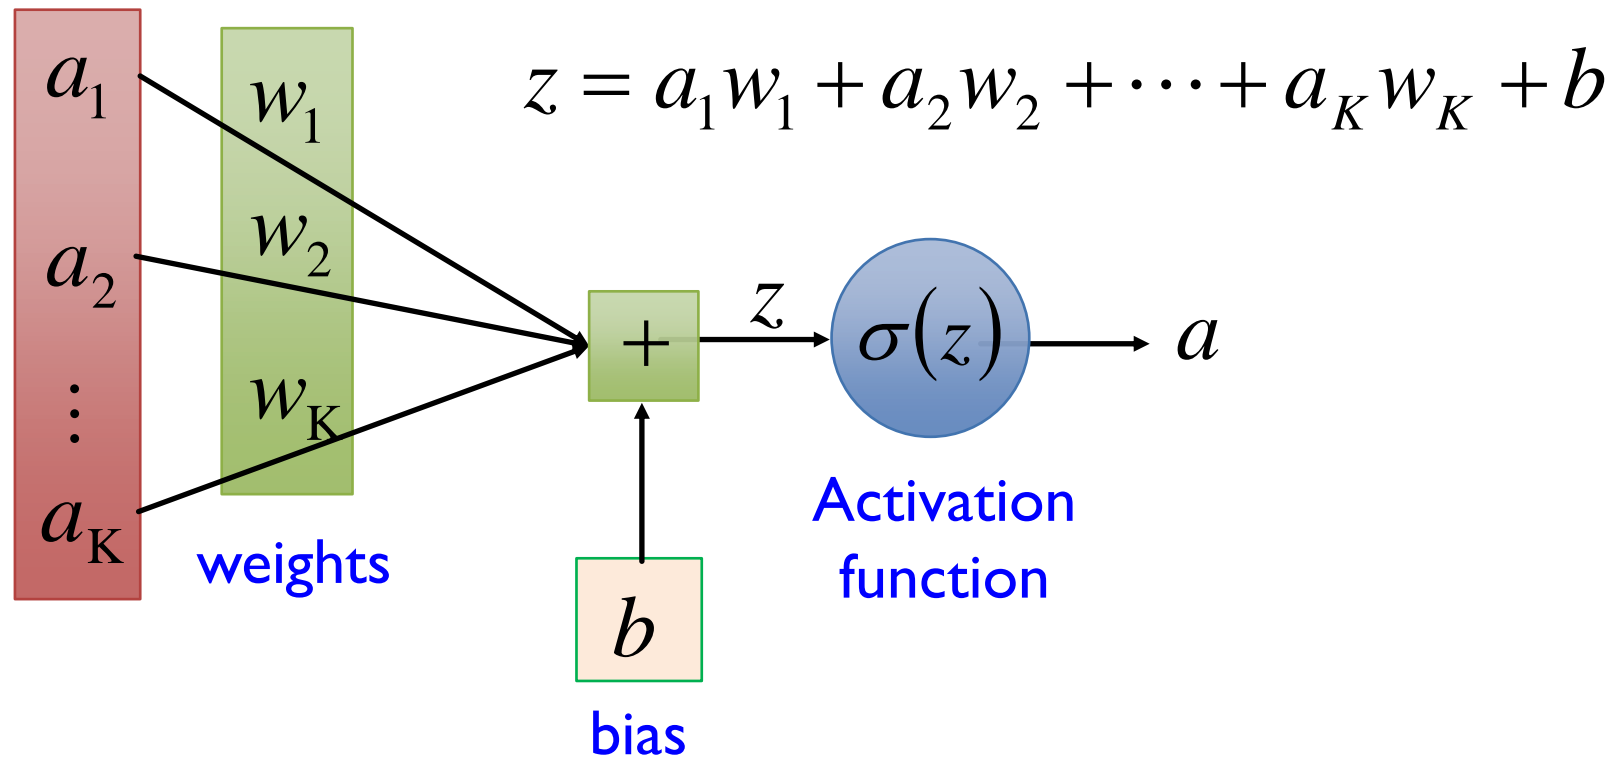 z = a₁w₁ + a₂w₂ + ⋯ + a_K w_K + b
a₁
a₂
⋮
a_K
w₁
w₂
w_K
weights
+
b
bias
z
σ(z)
Activation
function
a